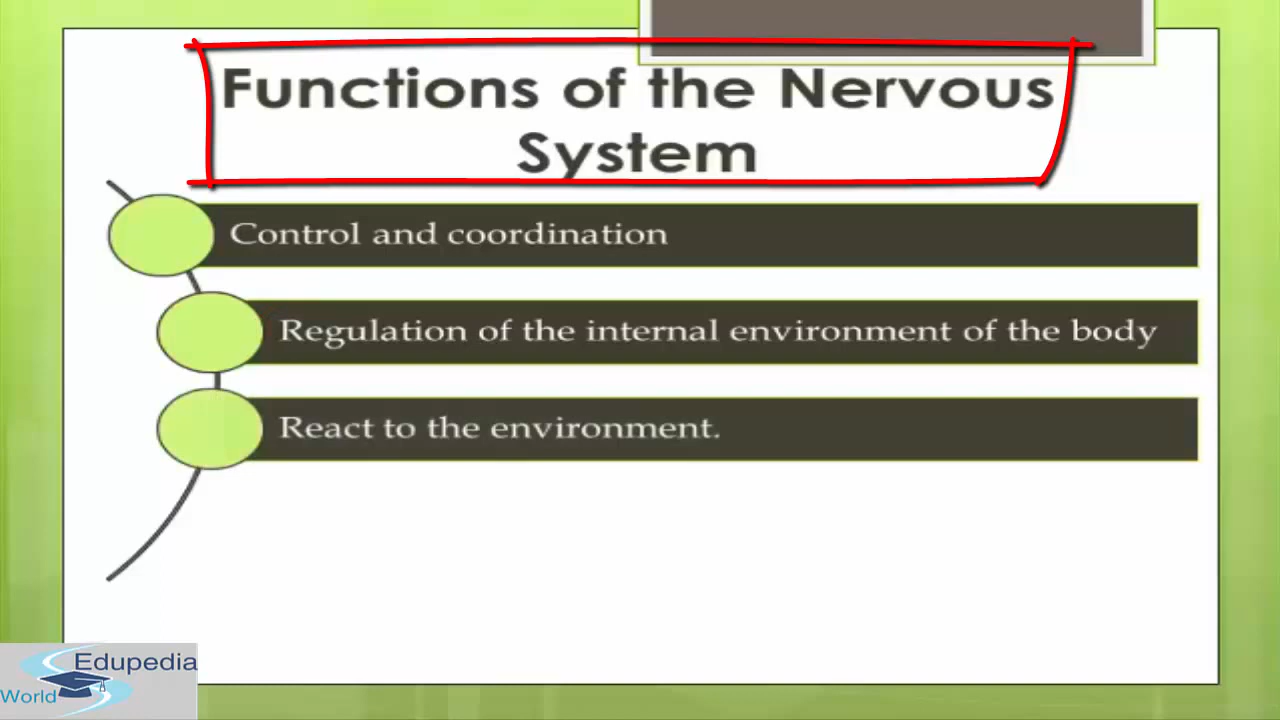 Functions of the Nervous
System
Control and coordination
Regulation of the internal environment of the body
React to the environment.
Edupedia
World